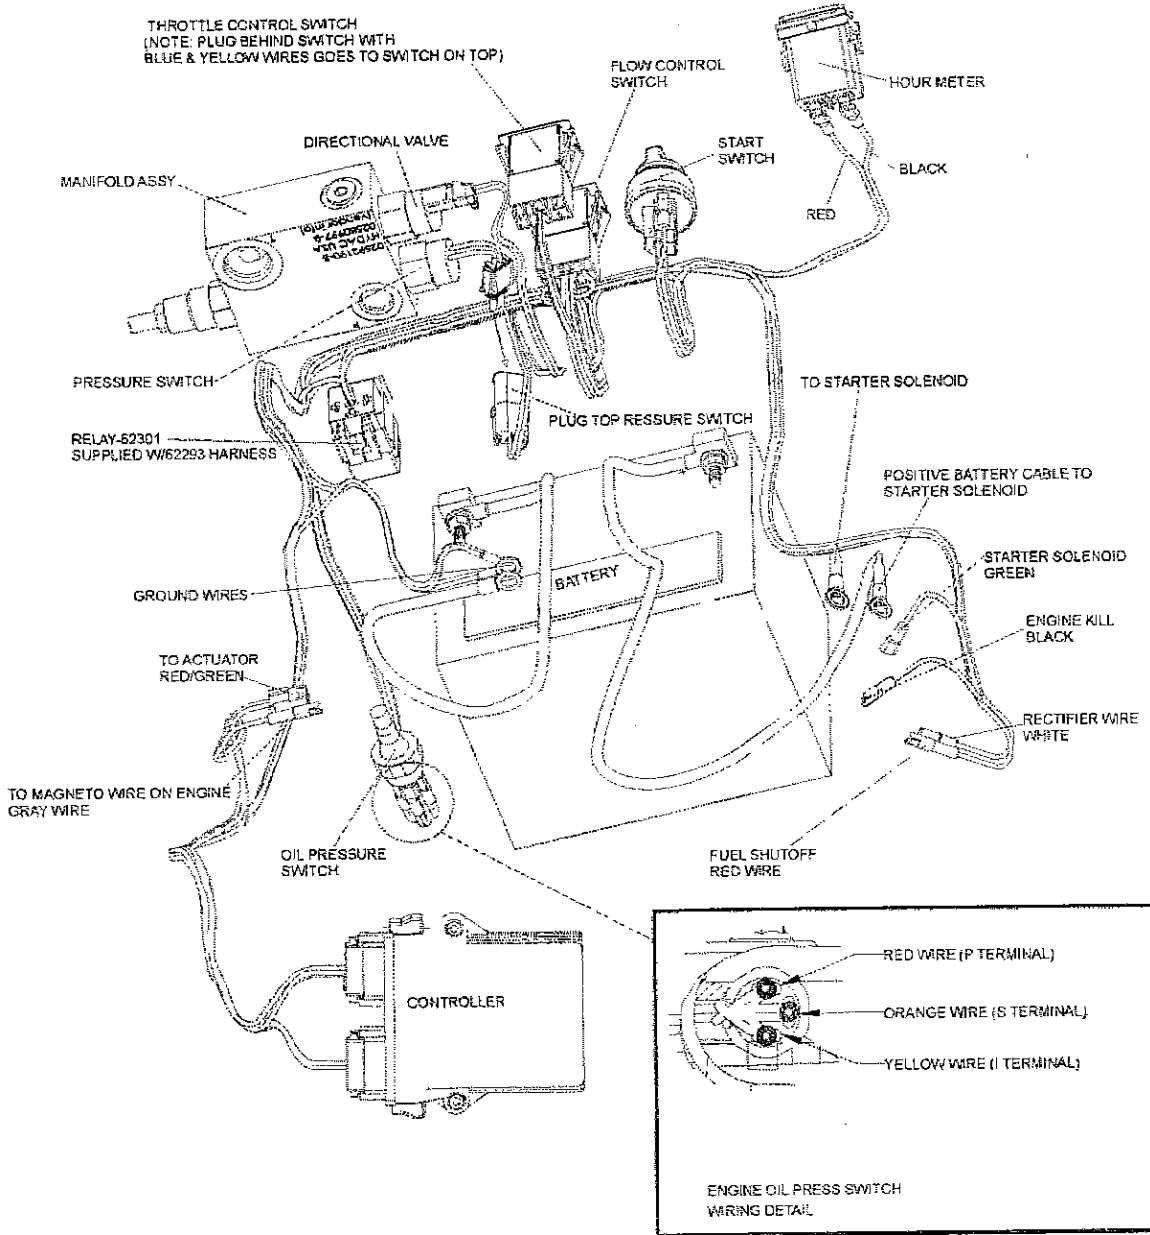 THROTTLE CONTROL SWITCH
(NOTE: PLUG BEHIND SWITCH WITH
BLUE & YELLOW WIRES GOES TO SWITCH ON TOP)
FLOW CONTROL
SWITCH
HOUR METER
DIRECTIONAL VALVE
START
SWITCH
MANIFOLD ASSY
BLACK
RED
HYDAC USA
PRESSURE SWITCH
TO STARTER SOLENOID
PLUG TOP RESSURE SWITCH
RELAY-62301
SUPPLIED W/62293 HARNESS
POSITIVE BATTERY CABLE TO
STARTER SOLENOID
STARTER SOLENOID
GREEN
BATTERY
GROUND WIRES
ENGINE KILL
BLACK
TO ACTUATOR
RED/GREEN
RECTIFIER WIRE
WHITE
TO MAGNETO WIRE ON ENGINE
GRAY WIRE
OIL PRESSURE
SWITCH
FUEL SHUTOFF
RED WIRE
CONTROLLER
RED WIRE (P TERMINAL)
ORANGE WIRE (S TERMINAL)
YELLOW WIRE (I TERMINAL)
ENGINE OIL PRESS SWITCH
WIRING DETAIL